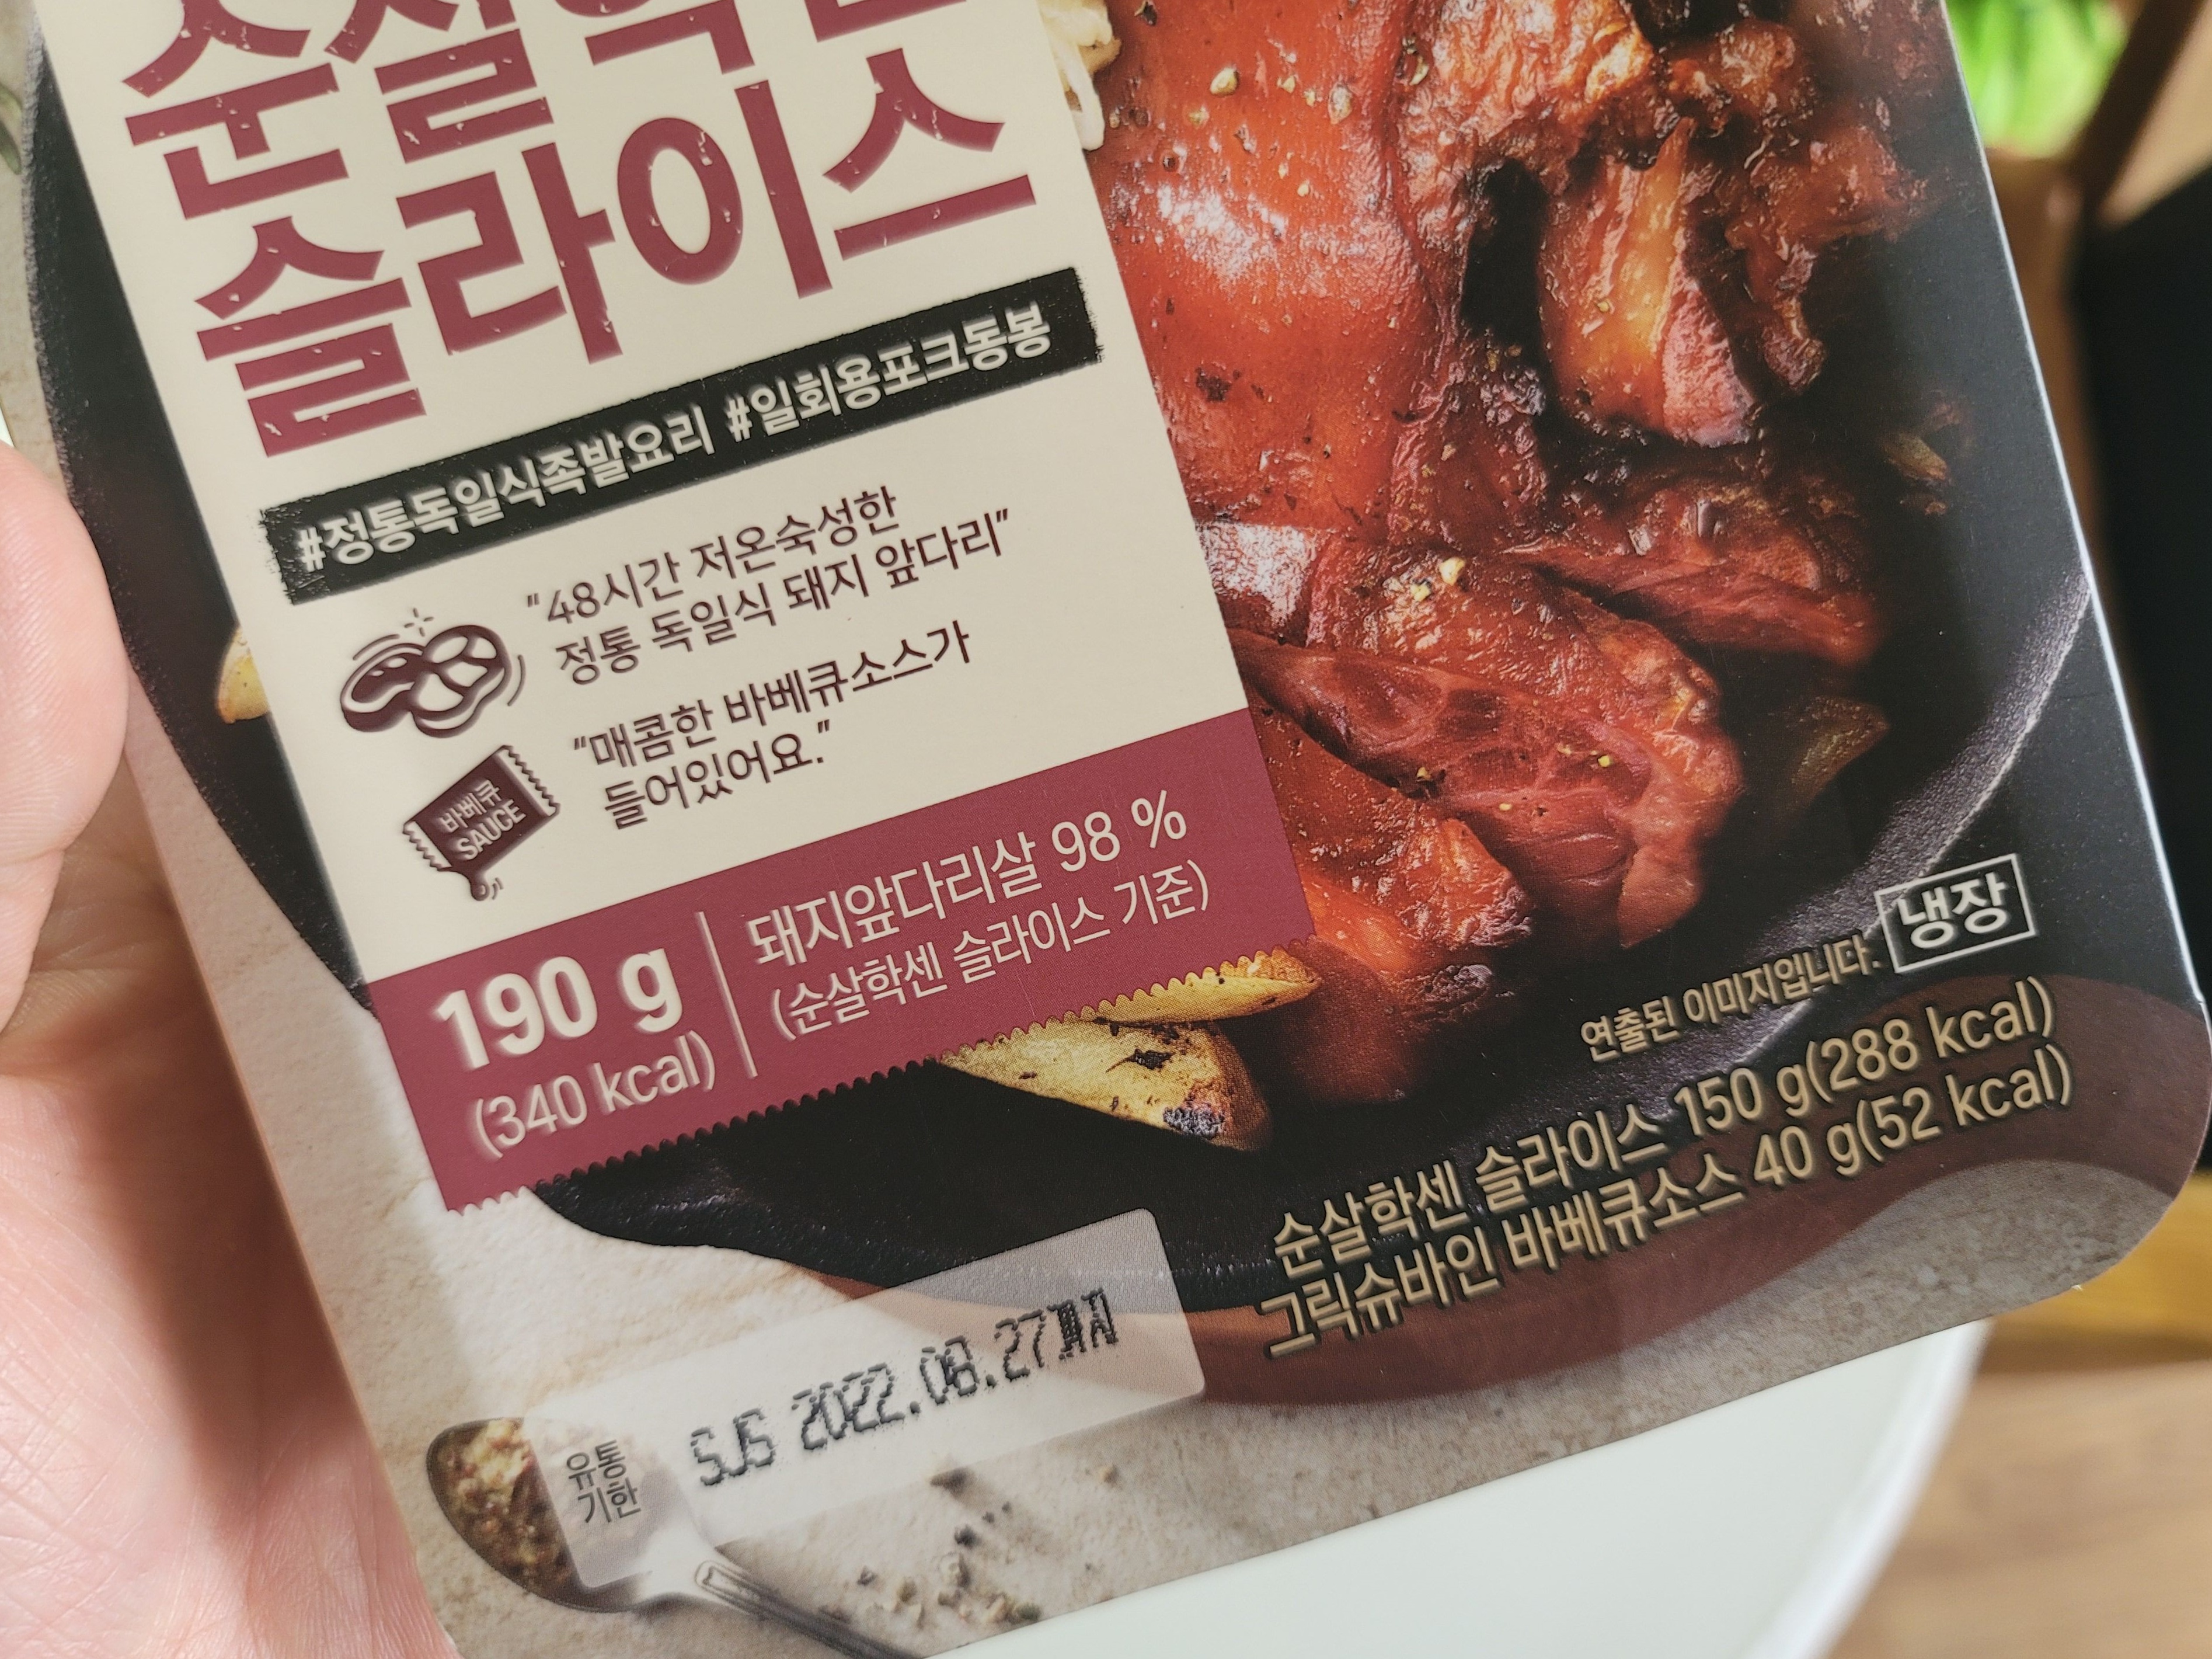 순살학센
슬라이스
#정통독일식족발요리 #일회용포크동봉
"48시간 저온숙성한
정통 독일식 돼지 앞다리"
"매콤한 바베큐소스가
들어있어요."
바베큐
SAUCE
190 g
(340 kcal)
돼지앞다리살 98 %
(순살학센 슬라이스 기준)
냉장
연출된 이미지입니다.
순살학센 슬라이스 150 g(288 kcal)
그릭슈바인 바베큐소스 40 g(52 kcal)
유통
기한
SJS 2022.08.27까지